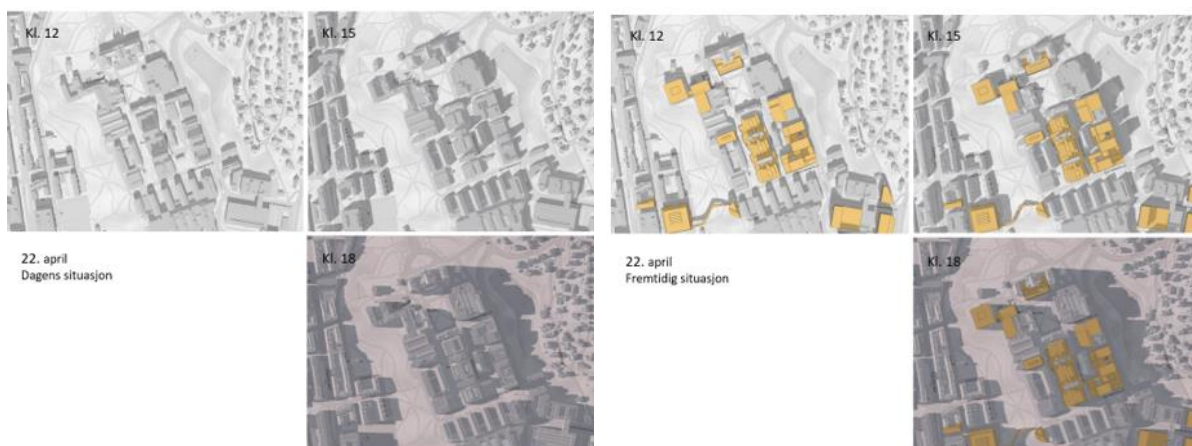 Kl. 12
Kl. 15
22. april
Dagens situasjon
Kl. 18
Kl. 12
Kl. 15
22. april
Fremtidig situasjon
Kl. 18